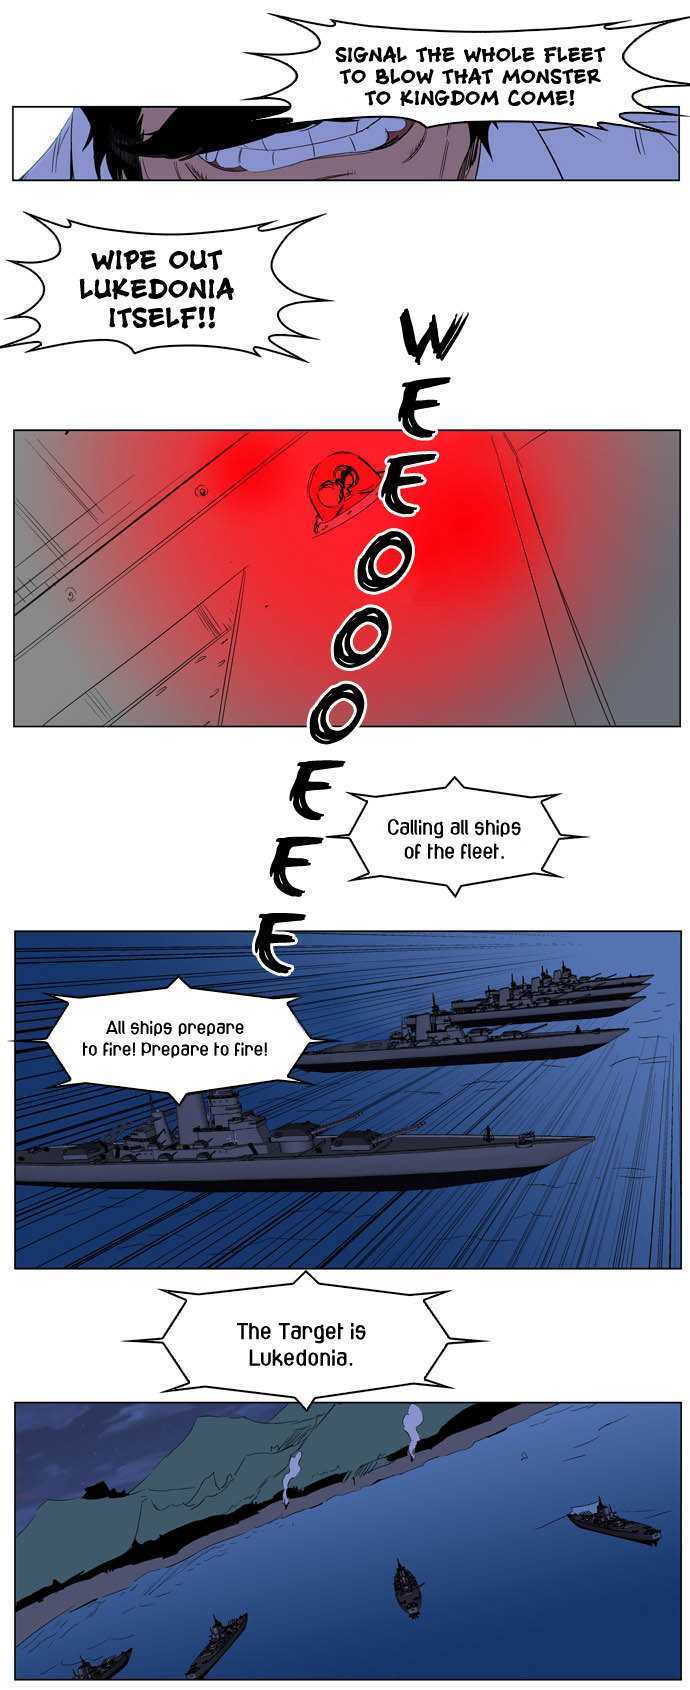 SIGNAL THE WHOLE FLEET
TO BLOW THAT MONSTER
TO KINGDOM COME!
WIPE OUT
LUKEDONIA
ITSELF!!
WEEOOOEEE
Calling all ships
of the fleet.
All ships prepare
to fire! Prepare to fire!
The Target is
Lukedonia.